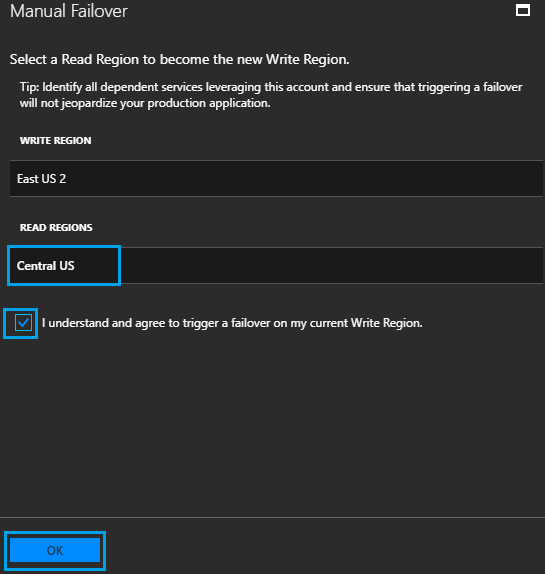 Manual Failover
Select a Read Region to become the new Write Region.
Tip: Identify all dependent services leveraging this account and ensure that triggering a failover
will not jeopardize your production application.
WRITE REGION
East US 2
READ REGIONS
Central US
I understand and agree to trigger a failover on my current Write Region.
OK